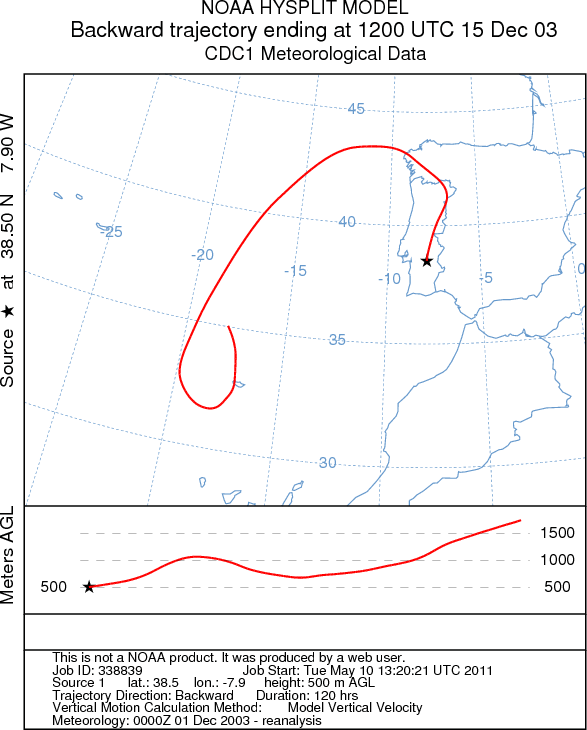 NOAA HYSPLIT MODEL
Backward trajectory ending at 1200 UTC 15 Dec 03
CDC1 Meteorological Data
Source ★ at 38.50 N 7.90 W
45
-25
40
-20
-15
-10
-5
0
35
30
Meters AGL
1500
1000
500
500
This is not a NOAA product. It was produced by a web user.
Job ID: 338839 Job Start: Tue May 10 13:20:21 UTC 2011
Source 1 lat.: 38.5 lon.: -7.9 height: 500 m AGL
Trajectory Direction: Backward Duration: 120 hrs
Vertical Motion Calculation Method: Model Vertical Velocity
Meteorology: 0000Z 01 Dec 2003 - reanalysis